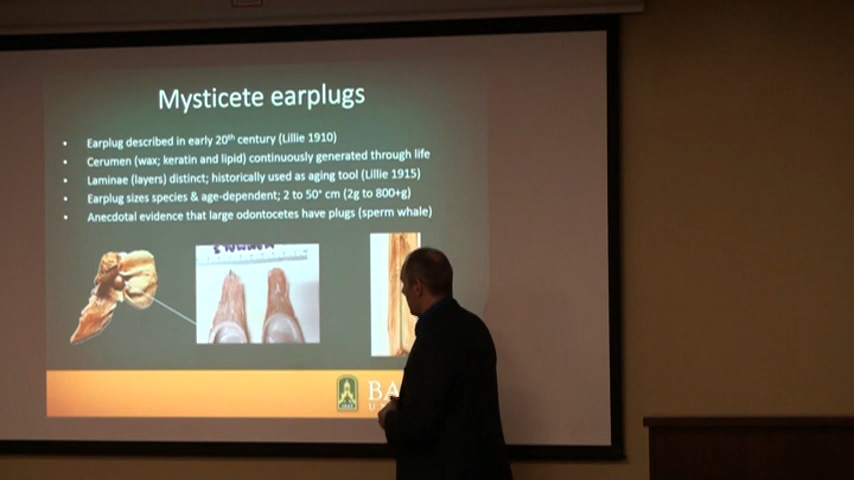 Mysticete earplugs
• Earplug described in early 20th century (Lillie 1910)
• Cerumen (wax; keratin and lipid) continuously generated through life
• Laminae (layers) distinct; historically used as aging tool (Lillie 1915)
• Earplug sizes species & age-dependent; 2 to 50+ cm (2g to 800+g)
• Anecdotal evidence that large odontocetes have plugs (sperm whale)
BA
U